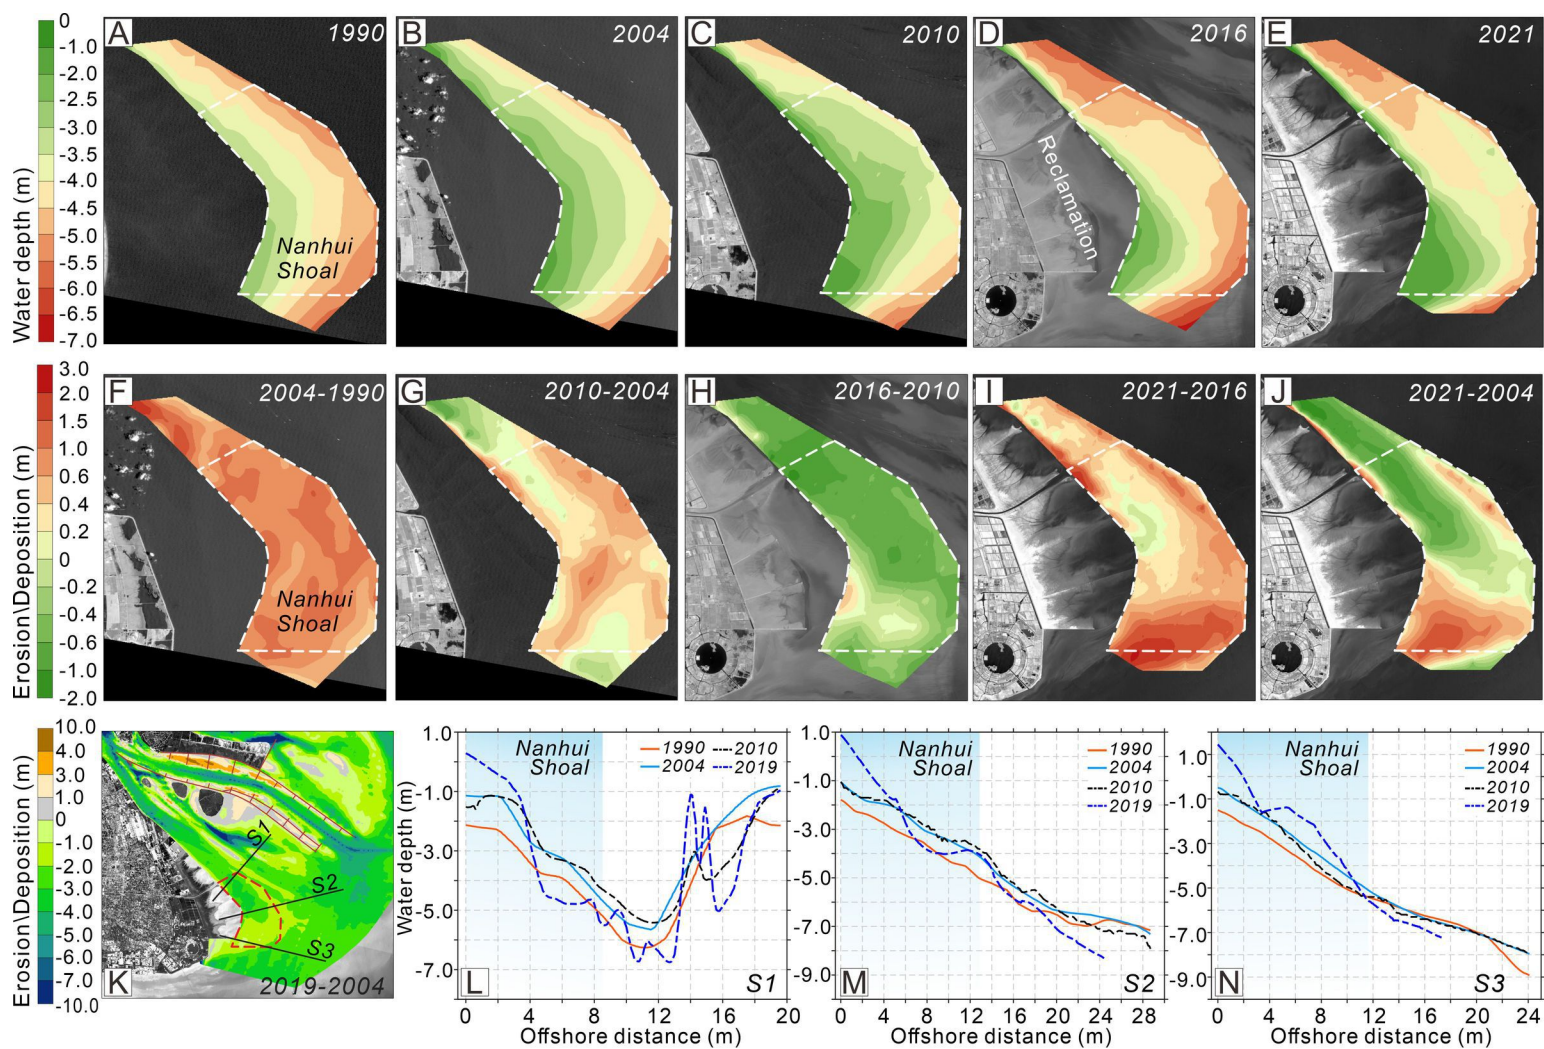 A
1990
B
2004
C
2010
D
2016
E
2021
0
-1.0
-2.0
-2.5
-3.0
-3.5
-4.0
-4.5
-5.0
-5.5
-6.0
-6.5
-7.0
Water depth (m)
Nanhui
Shoal
Reclamation
F
2004-1990
G
2010-2004
H
2016-2010
I
2021-2016
J
2021-2004
3.0
2.0
1.5
1.0
0.6
0.4
0.2
0
-0.2
-0.4
-0.6
-1.0
-2.0
Erosion\Deposition (m)
Nanhui
Shoal
10.0
4.0
3.0
1.0
0
-1.0
-2.0
-3.0
-4.0
-5.0
-6.0
-7.0
-10.0
Erosion\Deposition (m)
S1
S2
S3
K
2019-2004
1.0
-1.0
-3.0
-5.0
-7.0
Water depth (m)
Nanhui
Shoal
1990
2010
2004
2019
L
S1
0 4 8 12 16 20
Offshore distance (m)
1.0
-1.0
-3.0
-5.0
-7.0
-9.0
Nanhui
Shoal
1990
2004
2010
2019
M
S2
0 4 8 12 16 20 24 28
Offshore distance (m)
1.0
-1.0
-3.0
-5.0
-7.0
-9.0
Nanhui
Shoal
1990
2004
2010
2019
N
S3
0 4 8 12 16 20 24
Offshore distance (m)